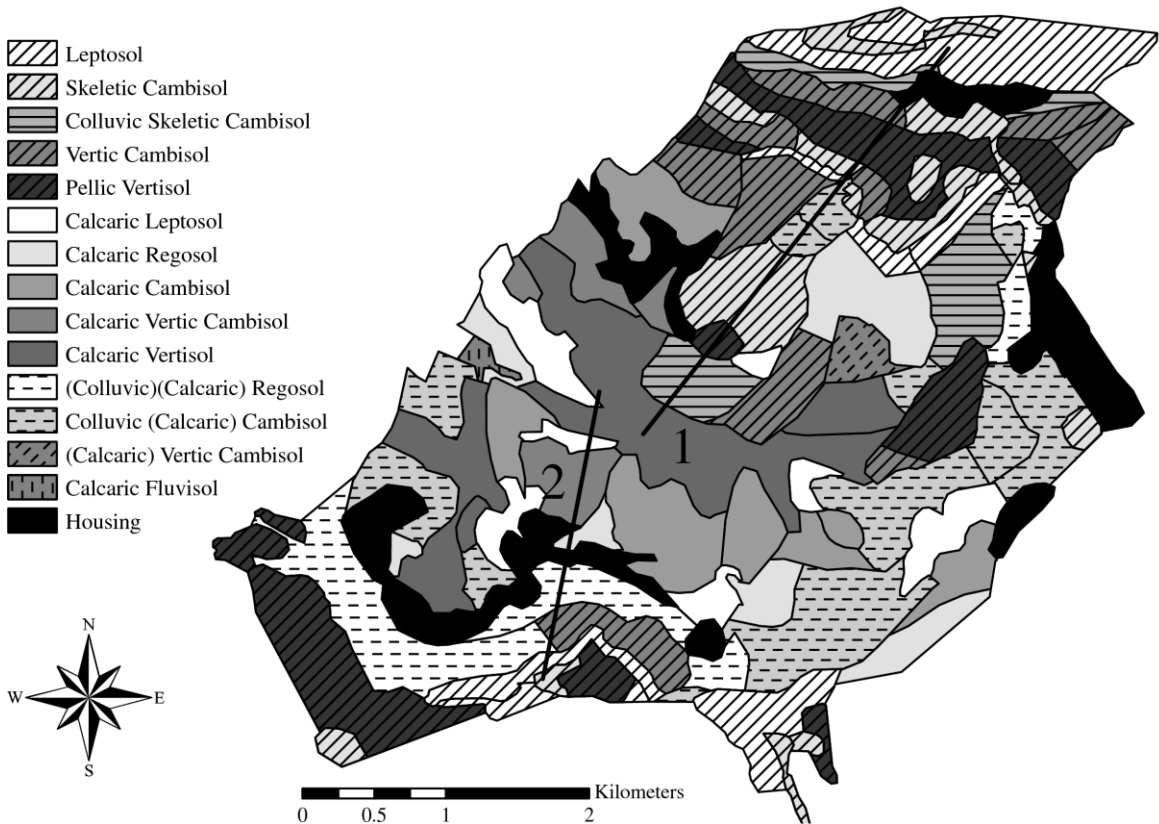 Leptosol
Skeletic Cambisol
Colluvic Skeletic Cambisol
Vertic Cambisol
Pellic Vertisol
Calcaric Leptosol
Calcaric Regosol
Calcaric Cambisol
Calcaric Vertic Cambisol
Calcaric Vertisol
(Colluvic)(Calcaric) Regosol
Colluvic (Calcaric) Cambisol
(Calcaric) Vertic Cambisol
Calcaric Fluvisol
Housing
1
2
N
W E
S
Kilometers
0 0.5 1 2